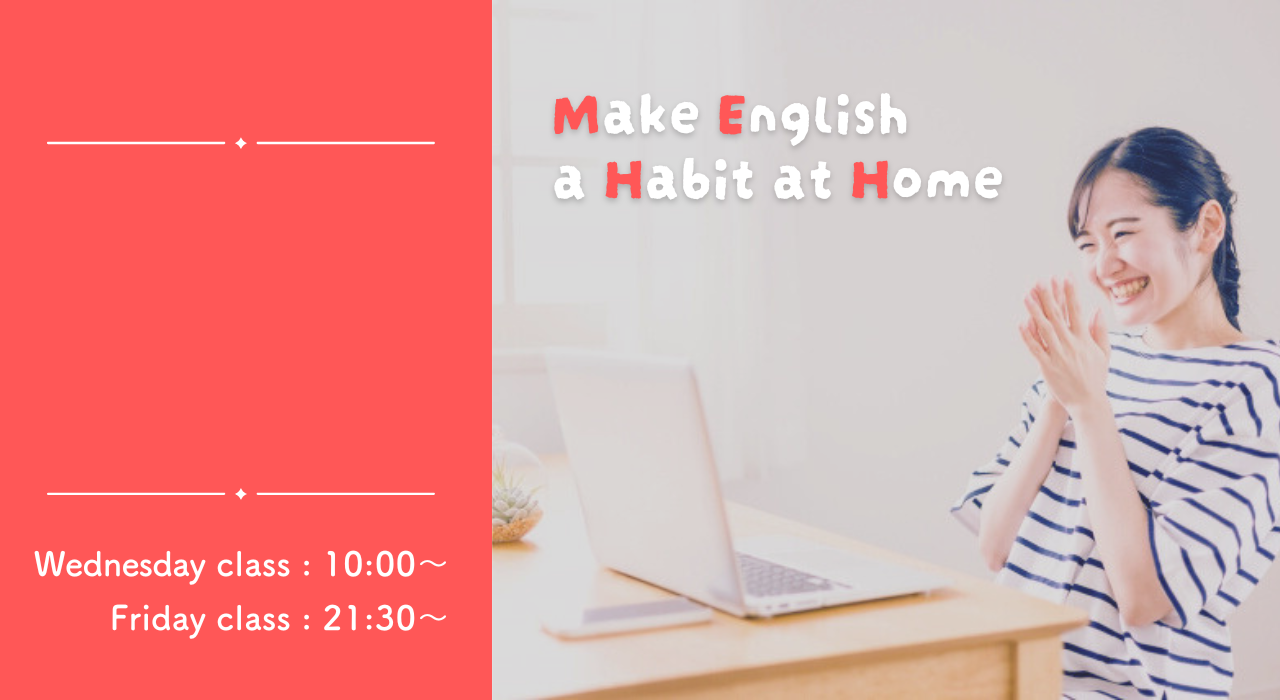 Make English
a Habit at Home
Wednesday class : 10:00〜
Friday class : 21:30〜